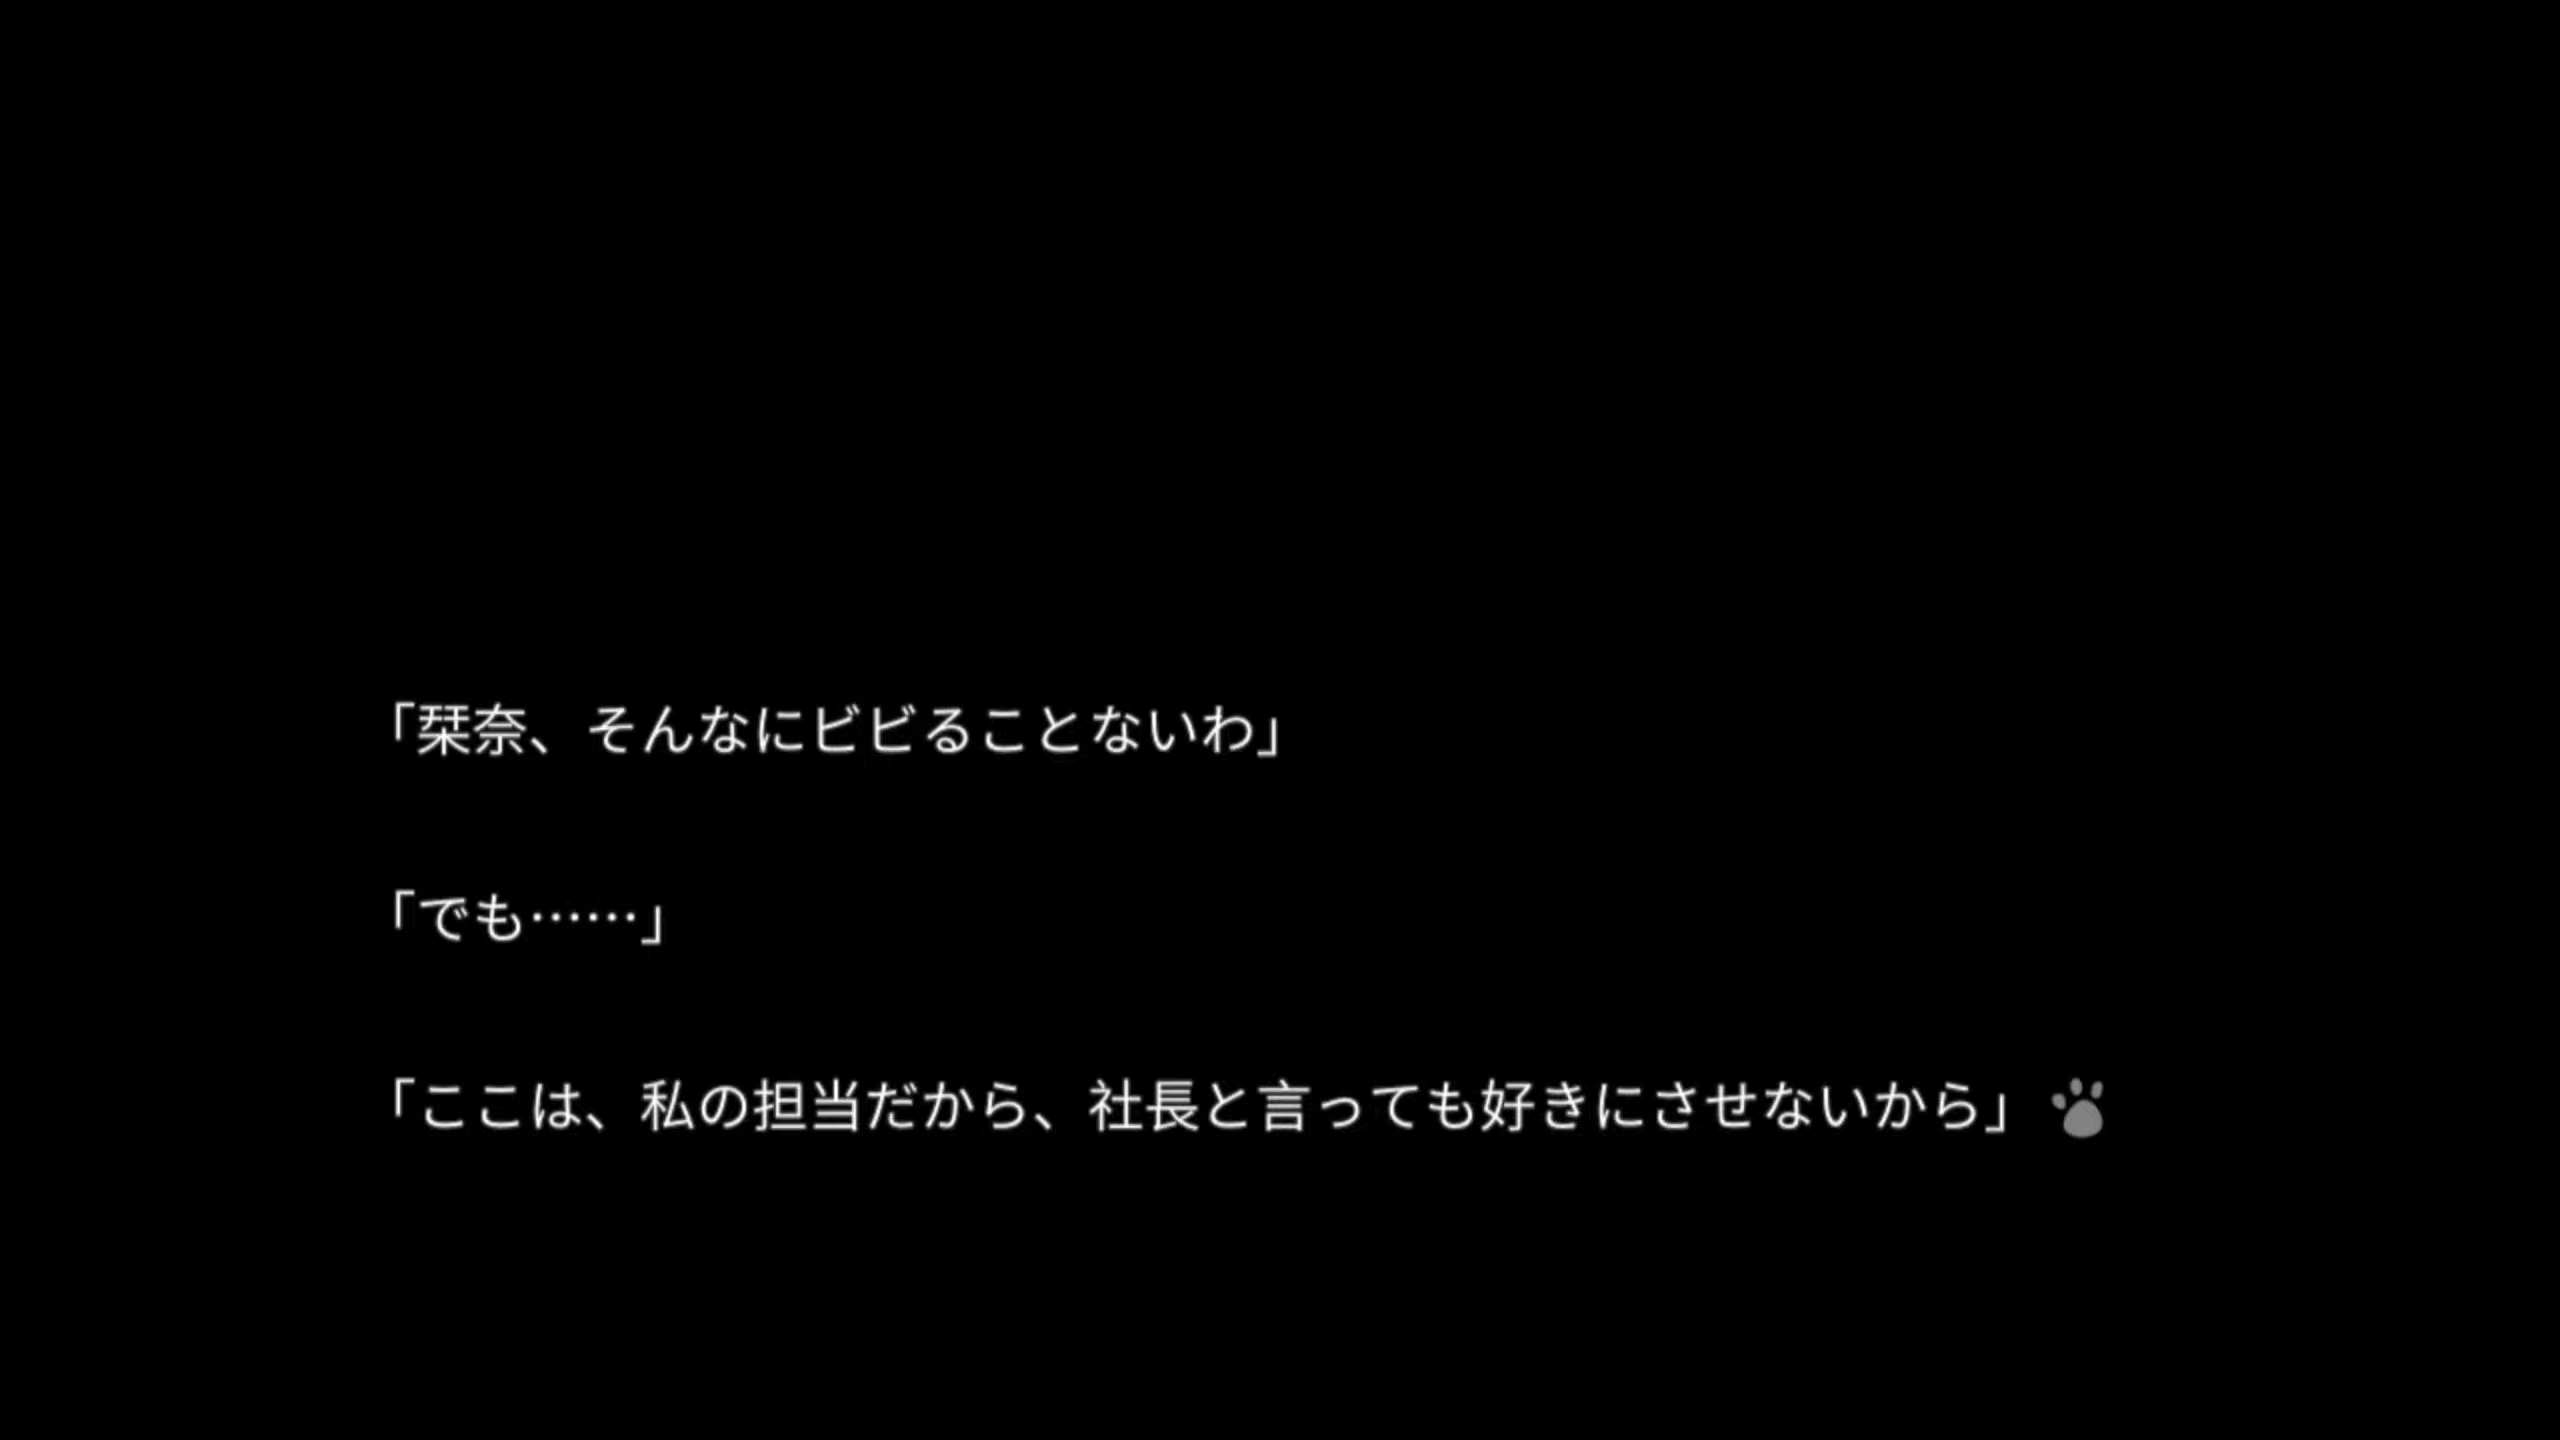 「栞奈、そんなにビビることないわ」
「でも……」
「ここは、私の担当だから、社長と言っても好きにさせないから」